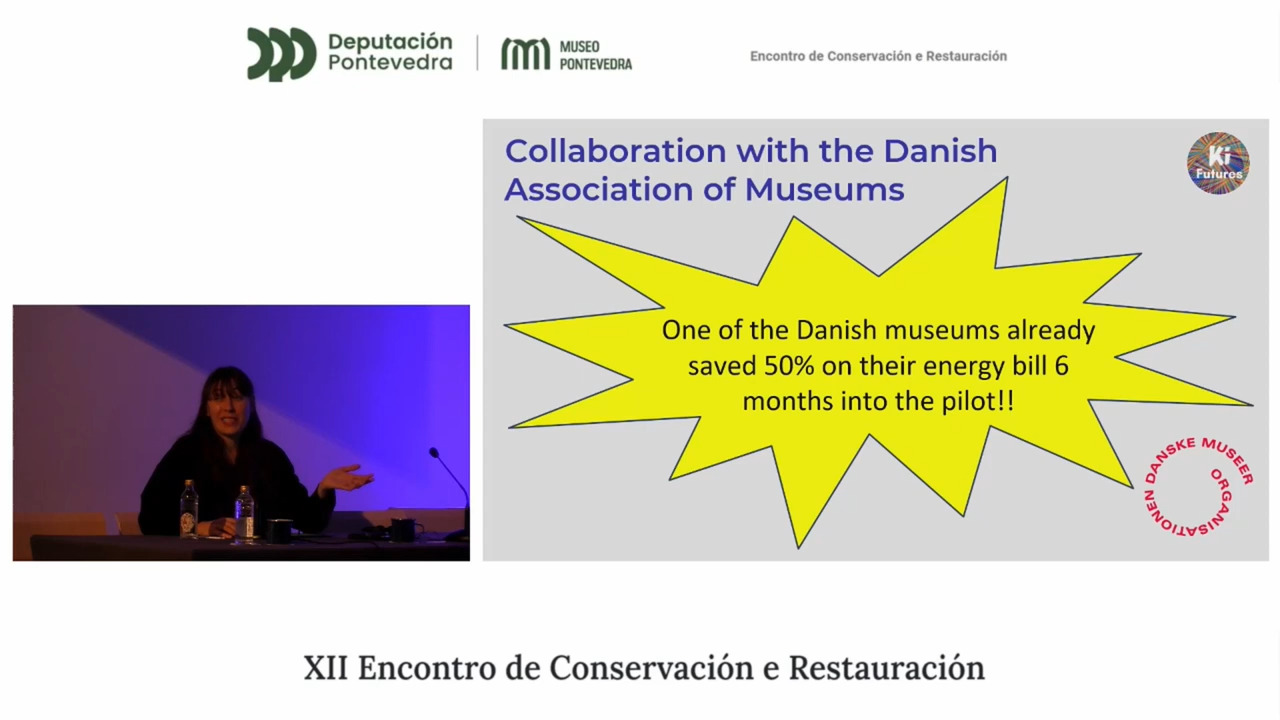 Deputación
Pontevedra
MUSEO
PONTEVEDRA
Encontro de Conservación e Restauración
Collaboration with the Danish
Association of Museums
Ki
Futures
One of the Danish museums already
saved 50% on their energy bill 6
months into the pilot!!
ORGANISATIONEN DANSKE MUSEER
XII Encontro de Conservación e Restauración